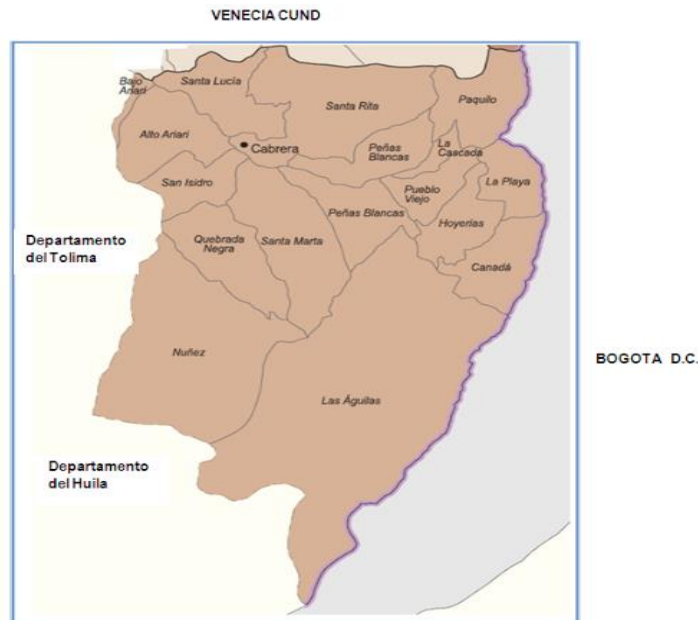 VENECIA CUND
Bajo
Ariari
Santa Lucía
Santa Rita
Paquilo
Alto Ariari
Cabrera
Peñas
Blancas
La
Cascada
San Isidro
Pueblo
Viejo
La Playa
Peñas Blancas
Hoyerías
Departamento
del Tolima
Quebrada
Negra
Santa Marta
Canadá
Nuñez
BOGOTA D.C.
Las Águilas
Departamento
del Huila